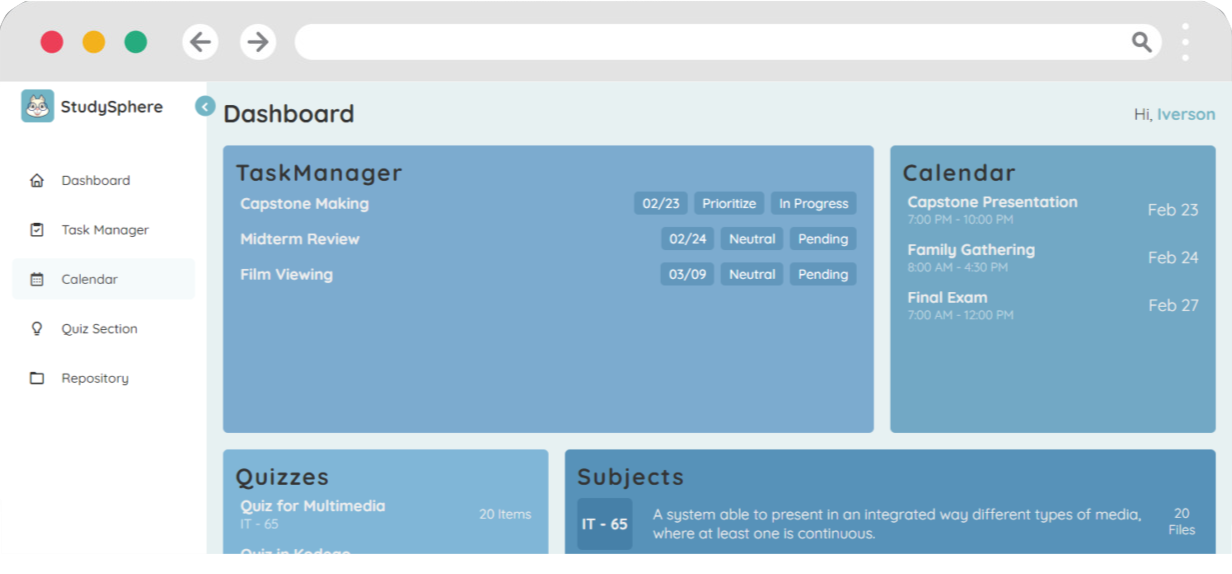 StudySphere
Dashboard
Hi, Iverson
Dashboard
Task Manager
Calendar
Quiz Section
Repository
TaskManager
Capstone Making 02/23 Prioritize In Progress
Midterm Review 02/24 Neutral Pending
Film Viewing 03/09 Neutral Pending
Calendar
Capstone Presentation
7:00 PM - 10:00 PM
Feb 23
Family Gathering
8:00 AM - 4:30 PM
Feb 24
Final Exam
7:00 AM - 12:00 PM
Feb 27
Quizzes
Quiz for Multimedia
IT - 65
20 Items
Quiz in
Subjects
IT - 65
A system able to present in an integrated way different types of media,
where at least one is continuous.
20
Files